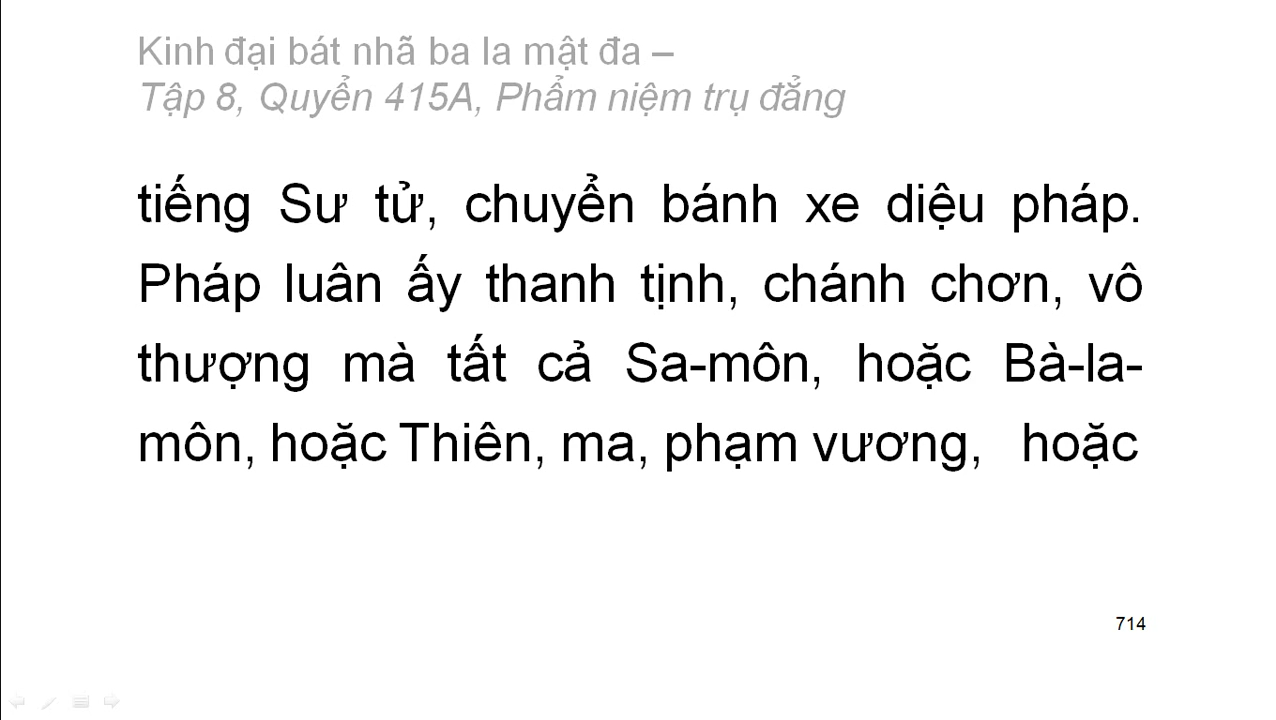 Kinh đại bát nhã ba la mật đa –
Tập 8, Quyển 415A, Phẩm niệm trụ đẳng
tiếng Sư tử, chuyển bánh xe diệu pháp.
Pháp luân ấy thanh tịnh, chánh chơn, vô
thượng mà tất cả Sa-môn, hoặc Bà-la-
môn, hoặc Thiên, ma, phạm vương, hoặc
714